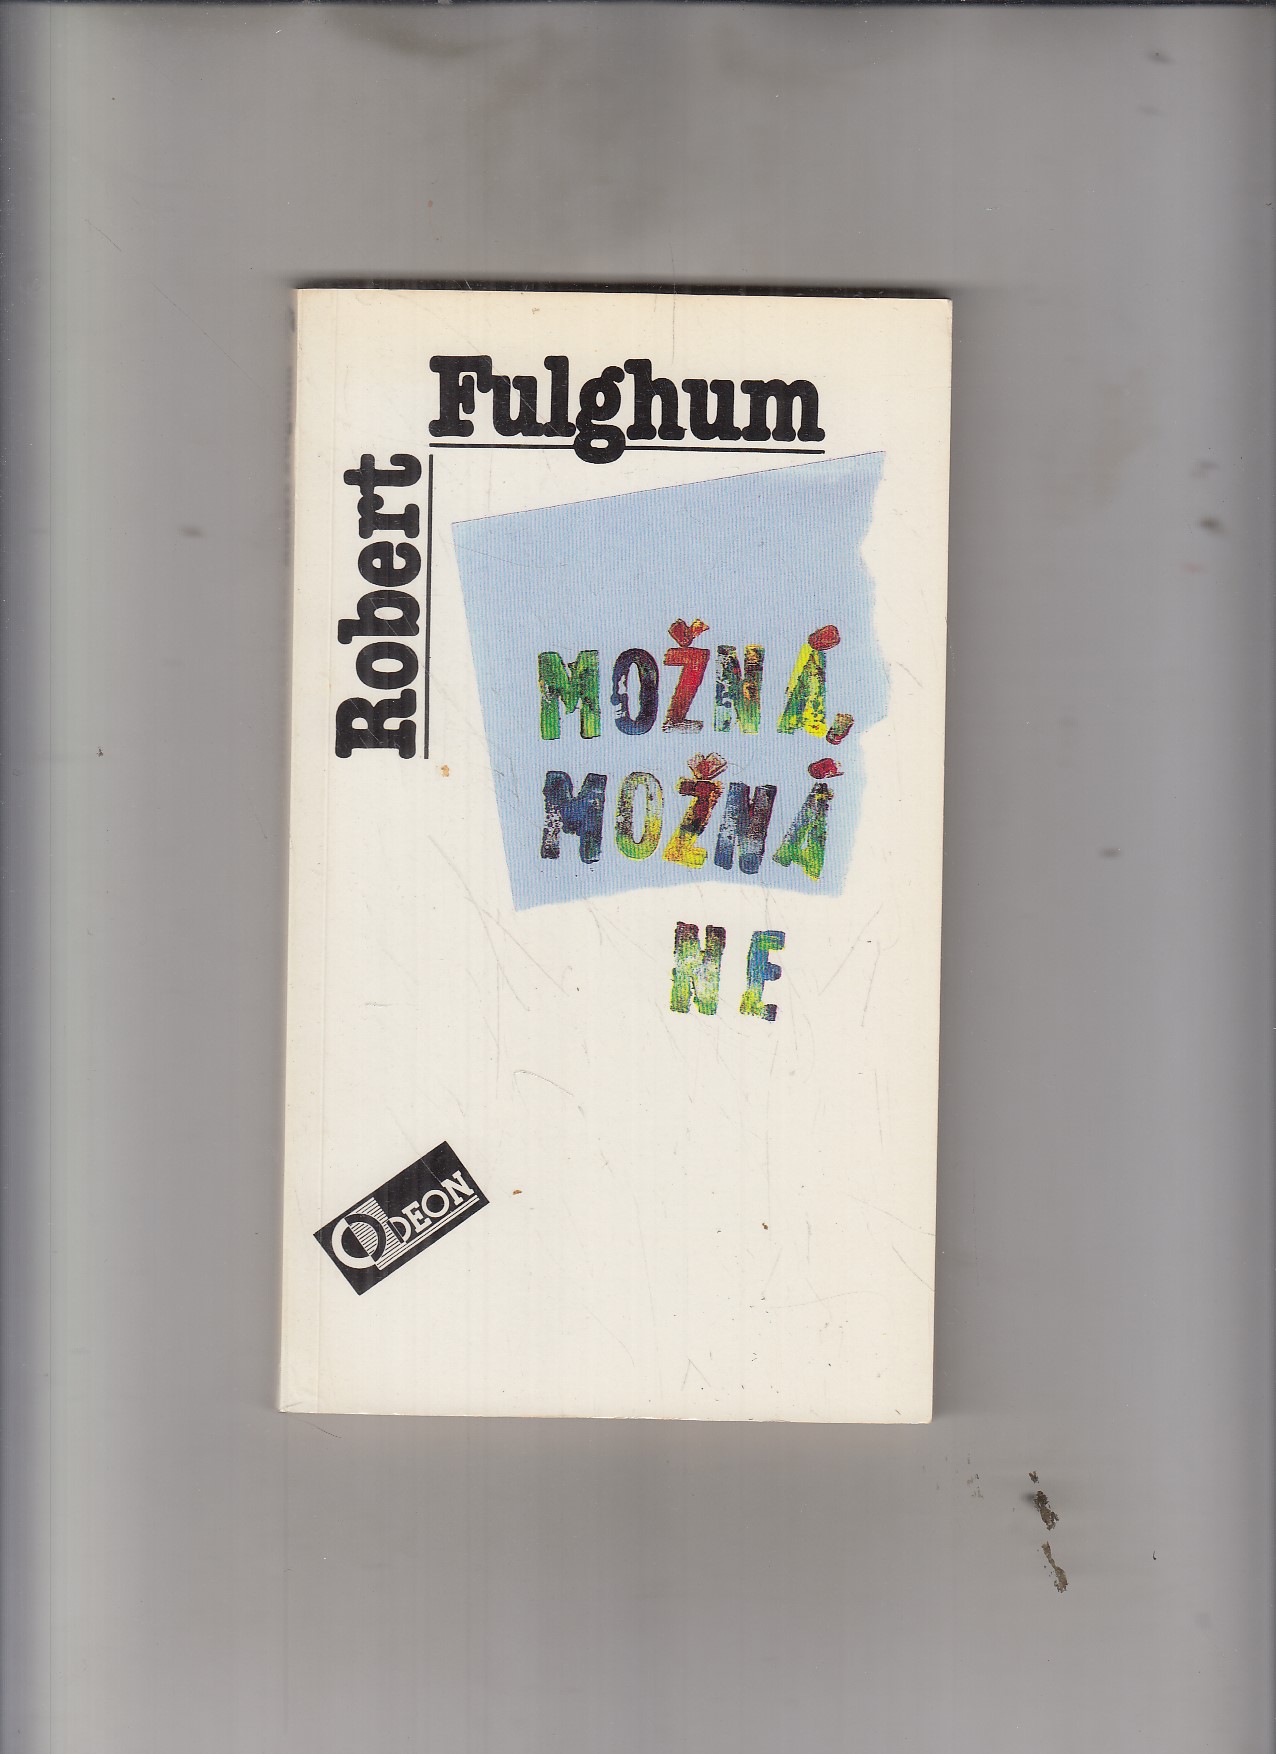 Robert
Fulghum
MOŽNÁ,
MOŽNÁ
NE
ODEON